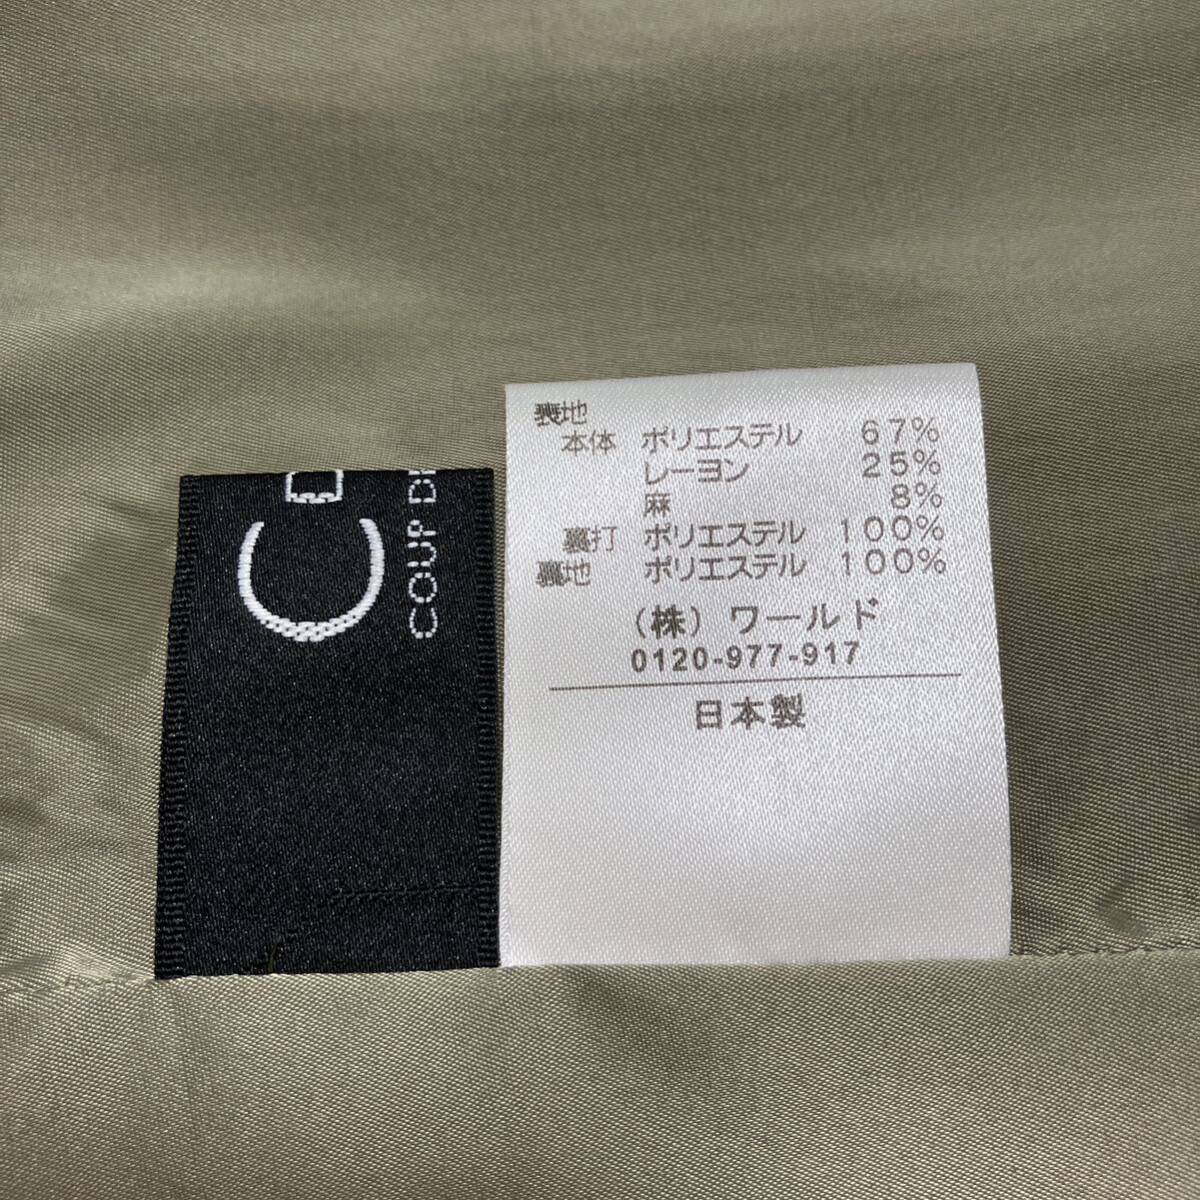 C D
COUP DE
表地
本体 ポリエステル 67%
レーヨン 25%
麻 8%
裏打 ポリエステル 100%
裏地 ポリエステル 100%
(株) ワールド
0120-977-917
日本製